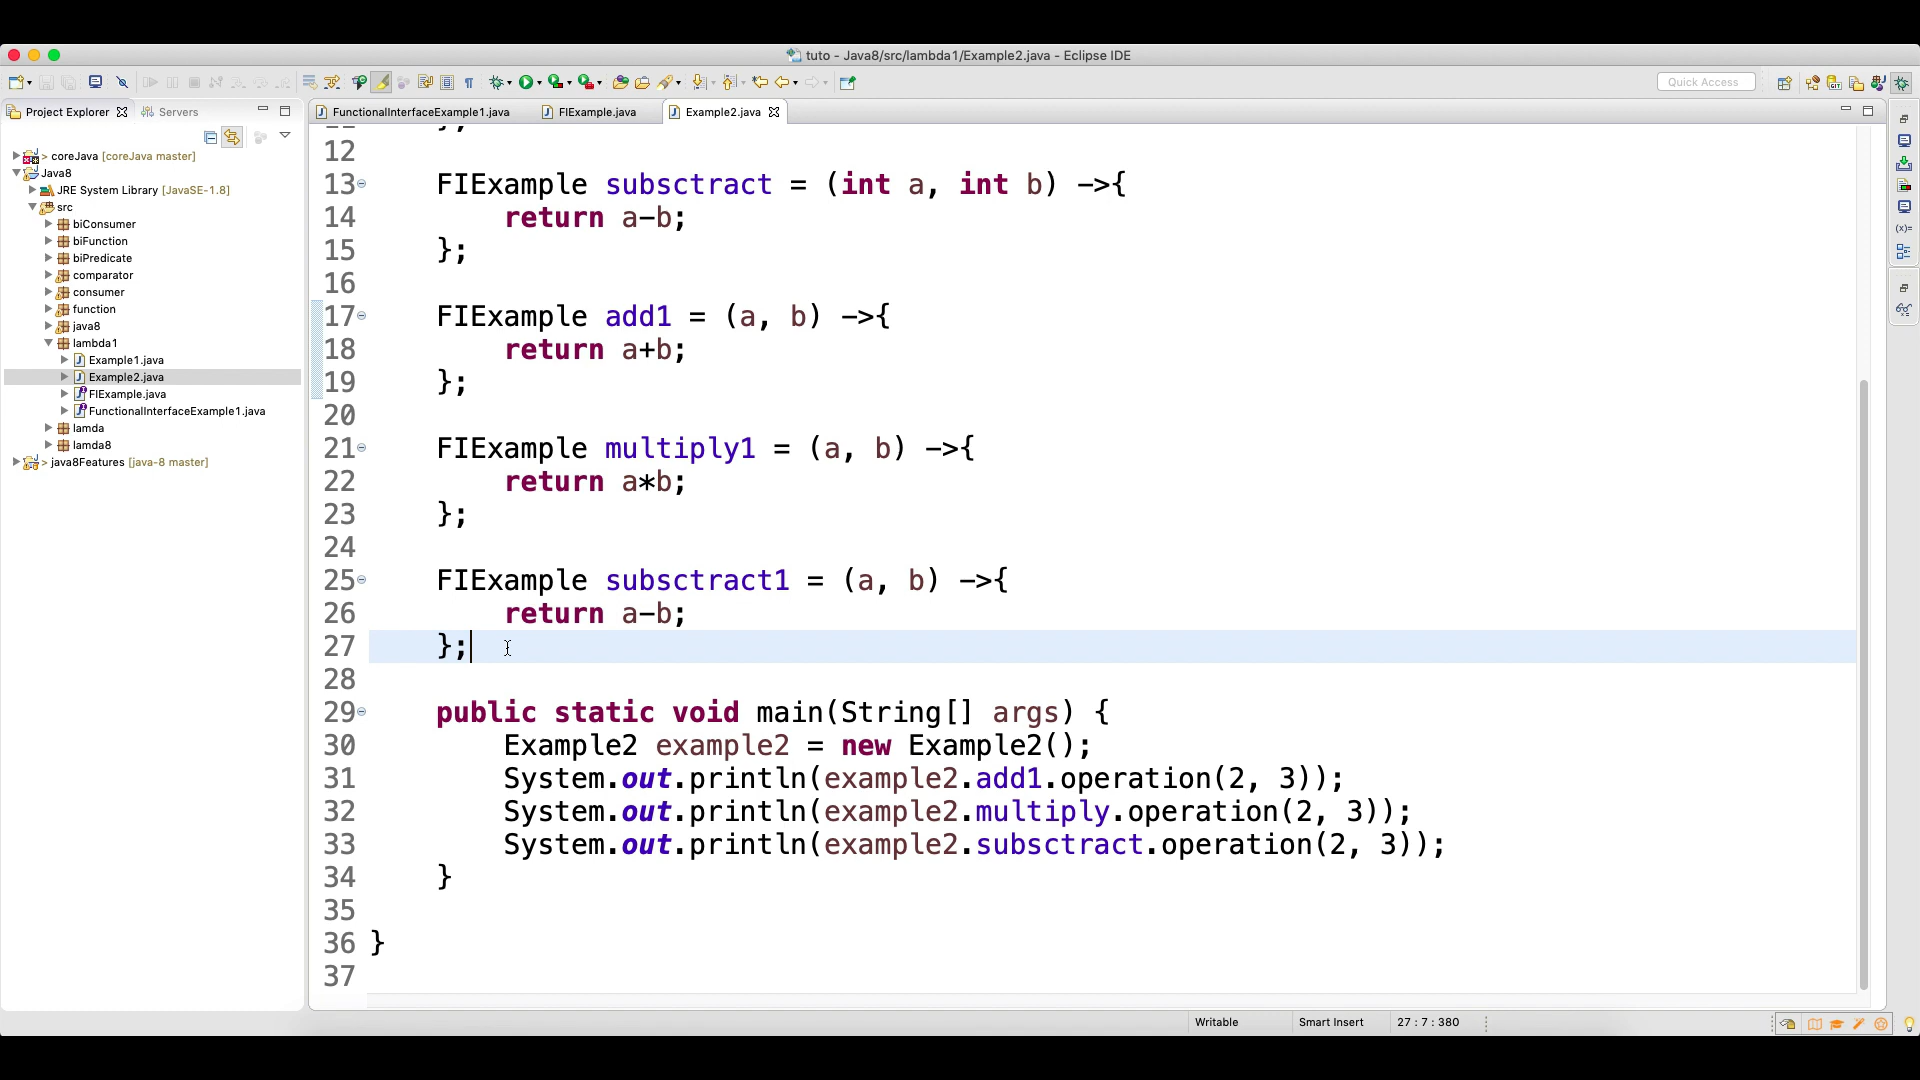 tuto - Java8/src/lambda1/Example2.java - Eclipse IDE
Quick Access
Project Explorer
Servers
> coreJava [coreJava master]
Java8
JRE System Library [JavaSE-1.8]
src
biConsumer
biFunction
biPredicate
comparator
consumer
function
java8
lambda1
Example1.java
Example2.java
FIExample.java
FunctionalInterfaceExample1.java
lamda
lamda8
> java8Features [java-8 master]
FunctionalInterfaceExample1.java
FIExample.java
Example2.java
12
13 FIExample subsctract = (int a, int b) ->{
14 return a-b;
15 };
16
17 FIExample add1 = (a, b) ->{
18 return a+b;
19 };
20
21 FIExample multiply1 = (a, b) ->{
22 return a*b;
23 };
24
25 FIExample subsctract1 = (a, b) ->{
26 return a-b;
27 };
28
29 public static void main(String[] args) {
30 Example2 example2 = new Example2();
31 System.out.println(example2.add1.operation(2, 3));
32 System.out.println(example2.multiply.operation(2, 3));
33 System.out.println(example2.subsctract.operation(2, 3));
34 }
35
36 }
37
Writable
Smart Insert
27 : 7 : 380